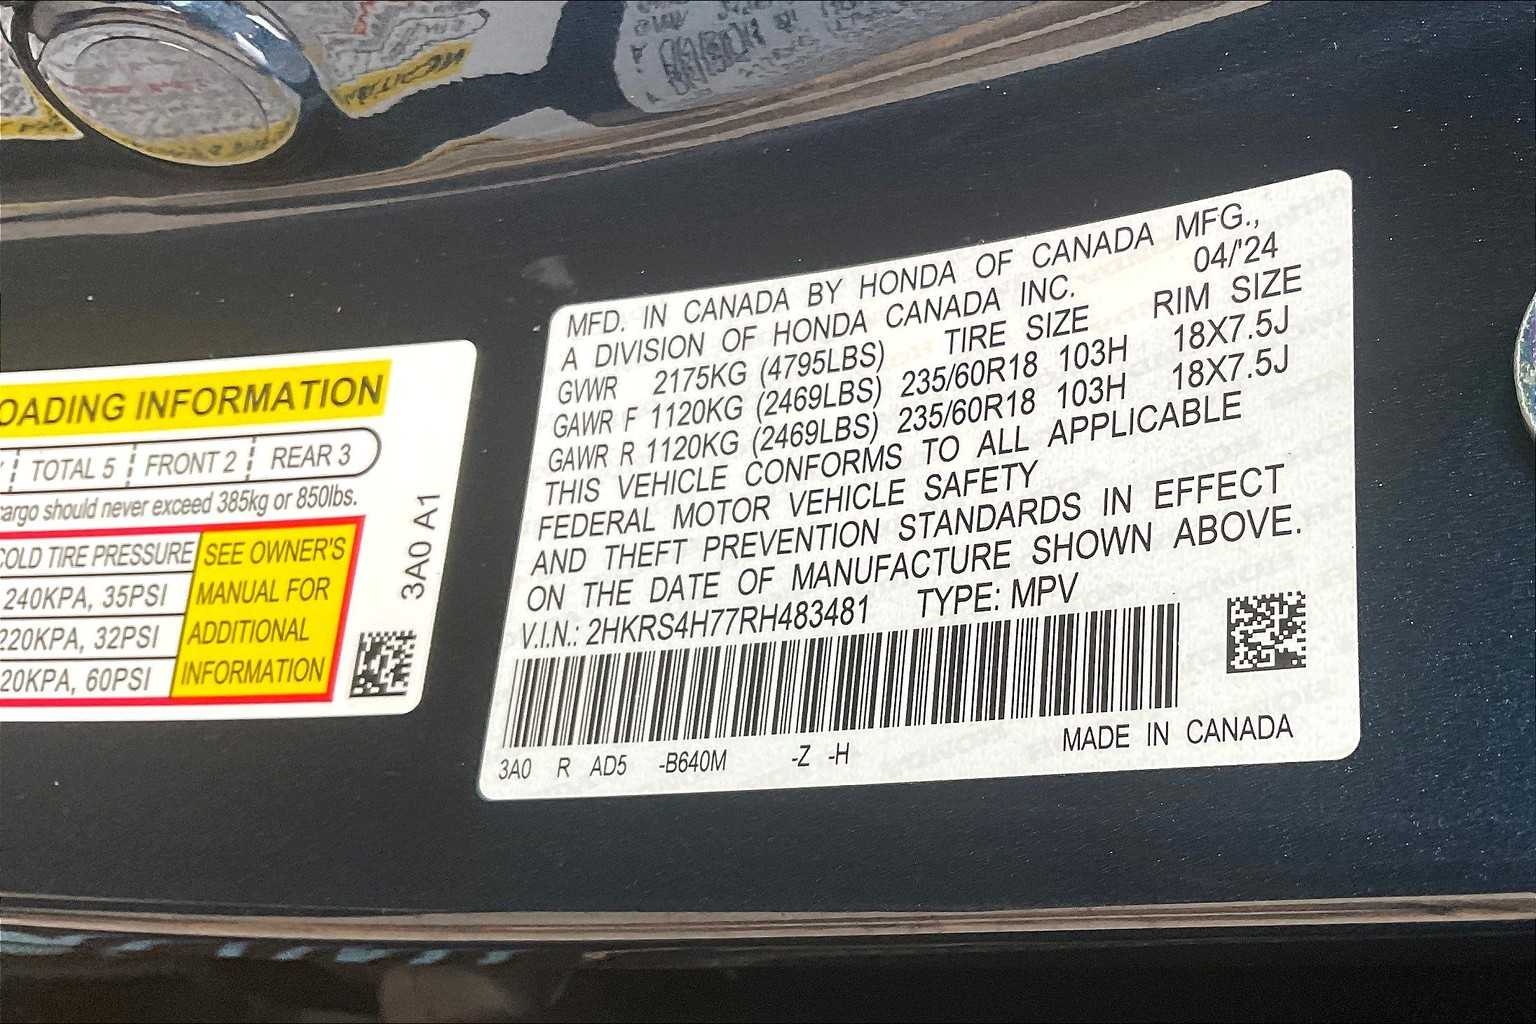 OADING INFORMATION
TOTAL 5 FRONT 2 REAR 3
cargo should never exceed 385kg or 850lbs.
COLD TIRE PRESSURE
240KPA, 35PSI
220KPA, 32PSI
20KPA, 60PSI
SEE OWNER'S
MANUAL FOR
ADDITIONAL
INFORMATION
3A0 A1
MFD. IN CANADA BY HONDA OF CANADA MFG.,
A DIVISION OF HONDA CANADA INC. 04/'24
GVWR 2175KG (4795LBS) TIRE SIZE RIM SIZE
GAWR F 1120KG (2469LBS) 235/60R18 103H 18X7.5J
GAWR R 1120KG (2469LBS) 235/60R18 103H 18X7.5J
THIS VEHICLE CONFORMS TO ALL APPLICABLE
FEDERAL MOTOR VEHICLE SAFETY
AND THEFT PREVENTION STANDARDS IN EFFECT
ON THE DATE OF MANUFACTURE SHOWN ABOVE.
V.I.N.: 2HKRS4H77RH483481 TYPE: MPV
3A0 R AD5 -B640M -Z -H MADE IN CANADA